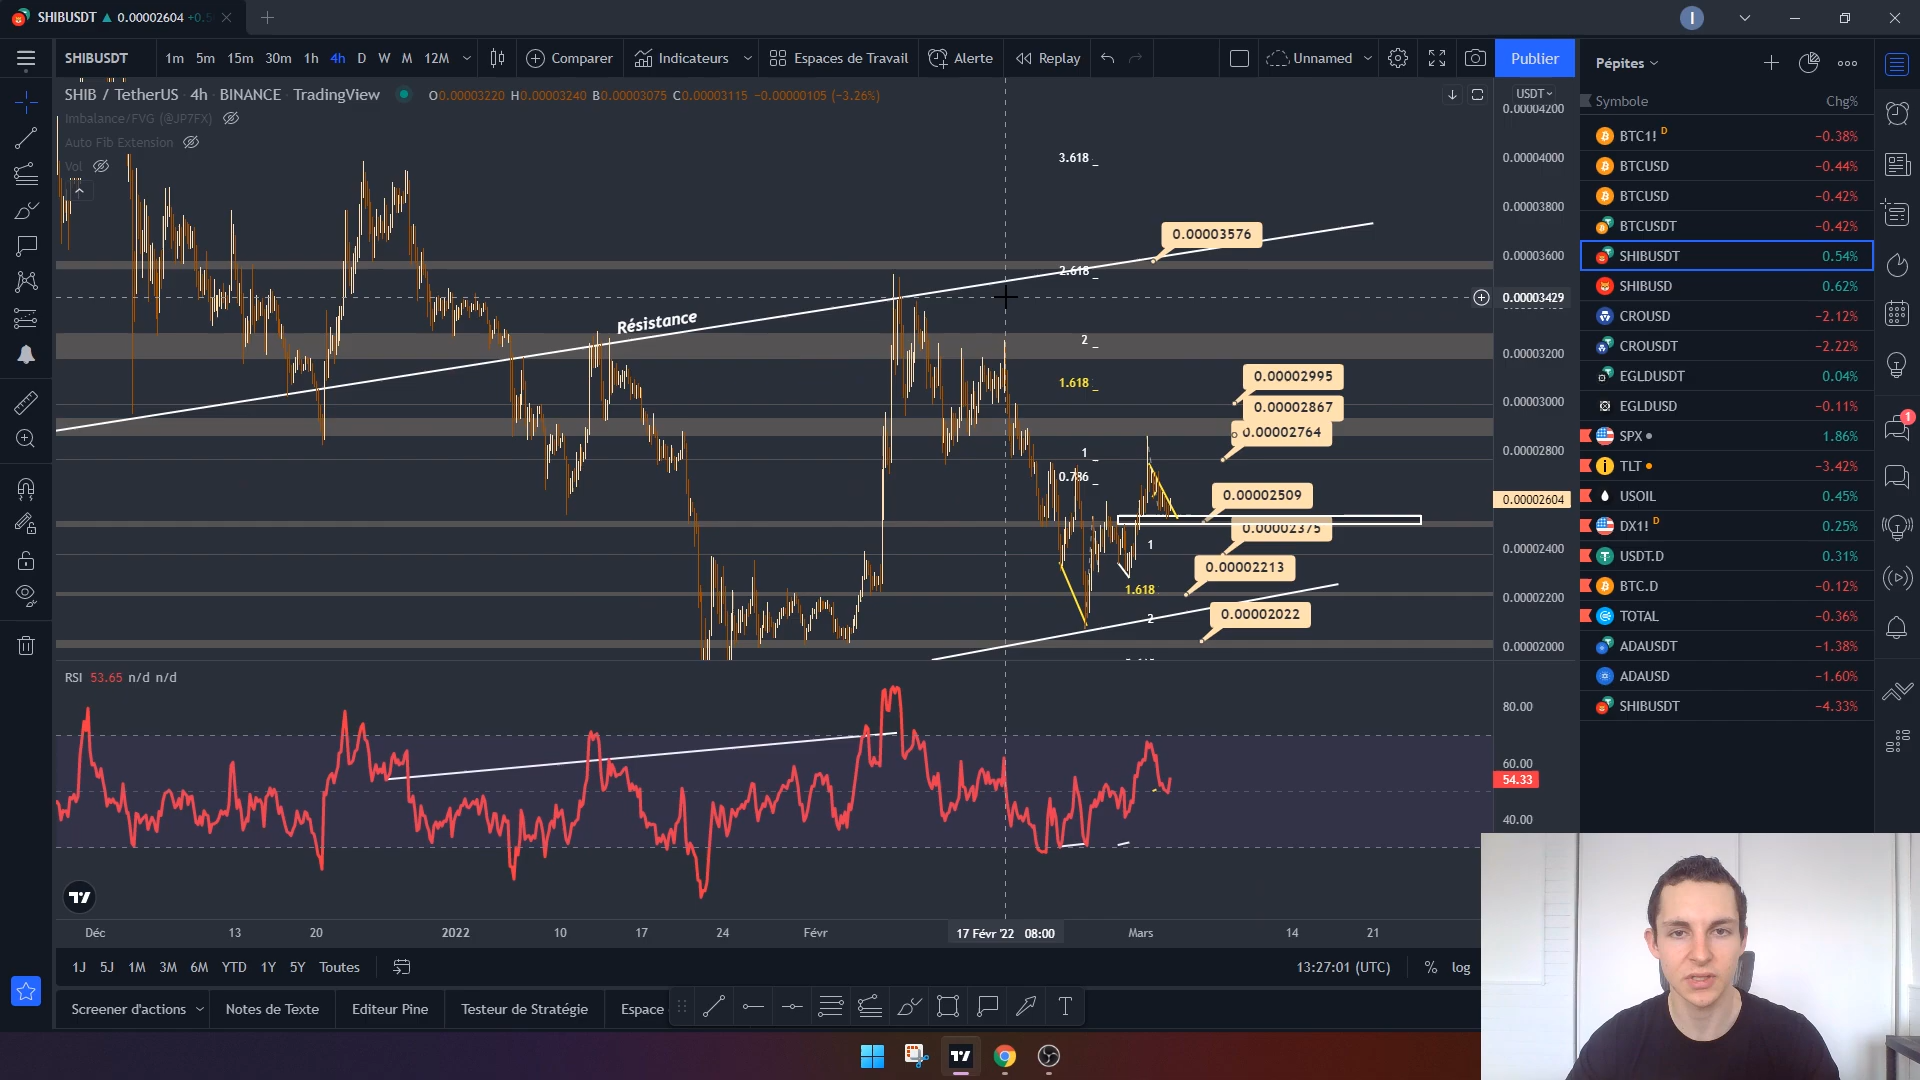 SHIBUSDT ▲ 0.00002604 +0.5
I
SHIBUSDT 1m 5m 15m 30m 1h 4h D W M 12M Comparer Indicateurs Espaces de Travail Alerte Replay Unnamed Publier
SHIB / TetherUS · 4h · BINANCE · TradingView O0.00003220 H0.00003240 B0.00003075 C0.00003115 −0.00000105 (−3.26%)
Imbalance/FVG (@JP7FX)
Auto Fib Extension
Vol
USDT
0.00004200
0.00004000
0.00003800
0.00003600
0.00003429
0.00003200
0.00003000
0.00002800
0.00002604
0.00002400
0.00002200
0.00002000
3.618
0.00003576
2.618
Résistance
2
1.618
0.00002995
0.00002867
0.00002764
1
0.786
0.00002509
0.00002375
1
0.00002213
1.618
0.00002022
2
RSI 53.65 n/d n/d
80.00
60.00
54.33
40.00
Déc 13 20 2022 10 17 24 Févr 17 Févr '22 08:00 Mars 14 21
1J 5J 1M 3M 6M YTD 1Y 5Y Toutes 13:27:01 (UTC) % log
Screener d'actions Notes de Texte Editeur Pine Testeur de Stratégie Espace
Pépites
Symbole Chg%
BTC1! D −0.38%
BTCUSD −0.44%
BTCUSD −0.42%
BTCUSDT −0.42%
SHIBUSDT 0.54%
SHIBUSD 0.62%
CROUSD −2.12%
CROUSDT −2.22%
EGLDUSDT 0.04%
EGLDUSD −0.11%
SPX 1.86%
TLT −3.42%
USOIL 0.45%
DX1! D 0.25%
USDT.D 0.31%
BTC.D −0.12%
TOTAL −0.36%
ADAUSDT −1.38%
ADAUSD −1.60%
SHIBUSDT −4.33%
1